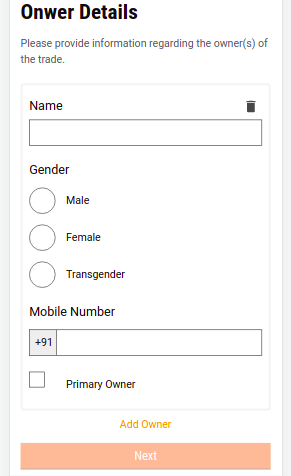 Onwer Details
Please provide information regarding the owner(s) of
the trade.
Name
Gender
Male
Female
Transgender
Mobile Number
+91
Primary Owner
Add Owner
Next